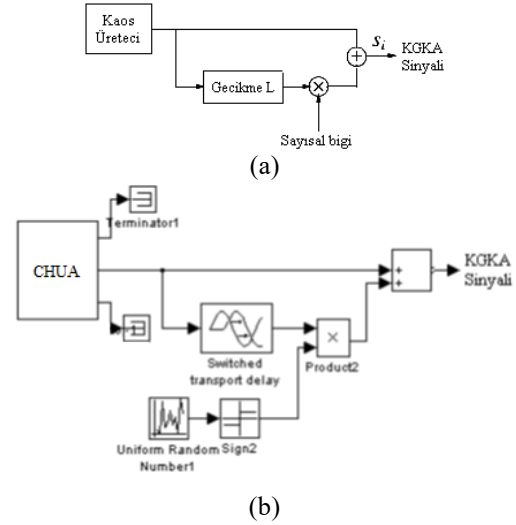 Kaos
Üreteci
Gecikme L
×
+
S_i
KGKA
Sinyali
Sayısal bigi
(a)
Terminator1
CHUA
+
+
KGKA
Sinyali
Switched
transport delay
×
Product2
Uniform Random
Number1
Sign2
(b)